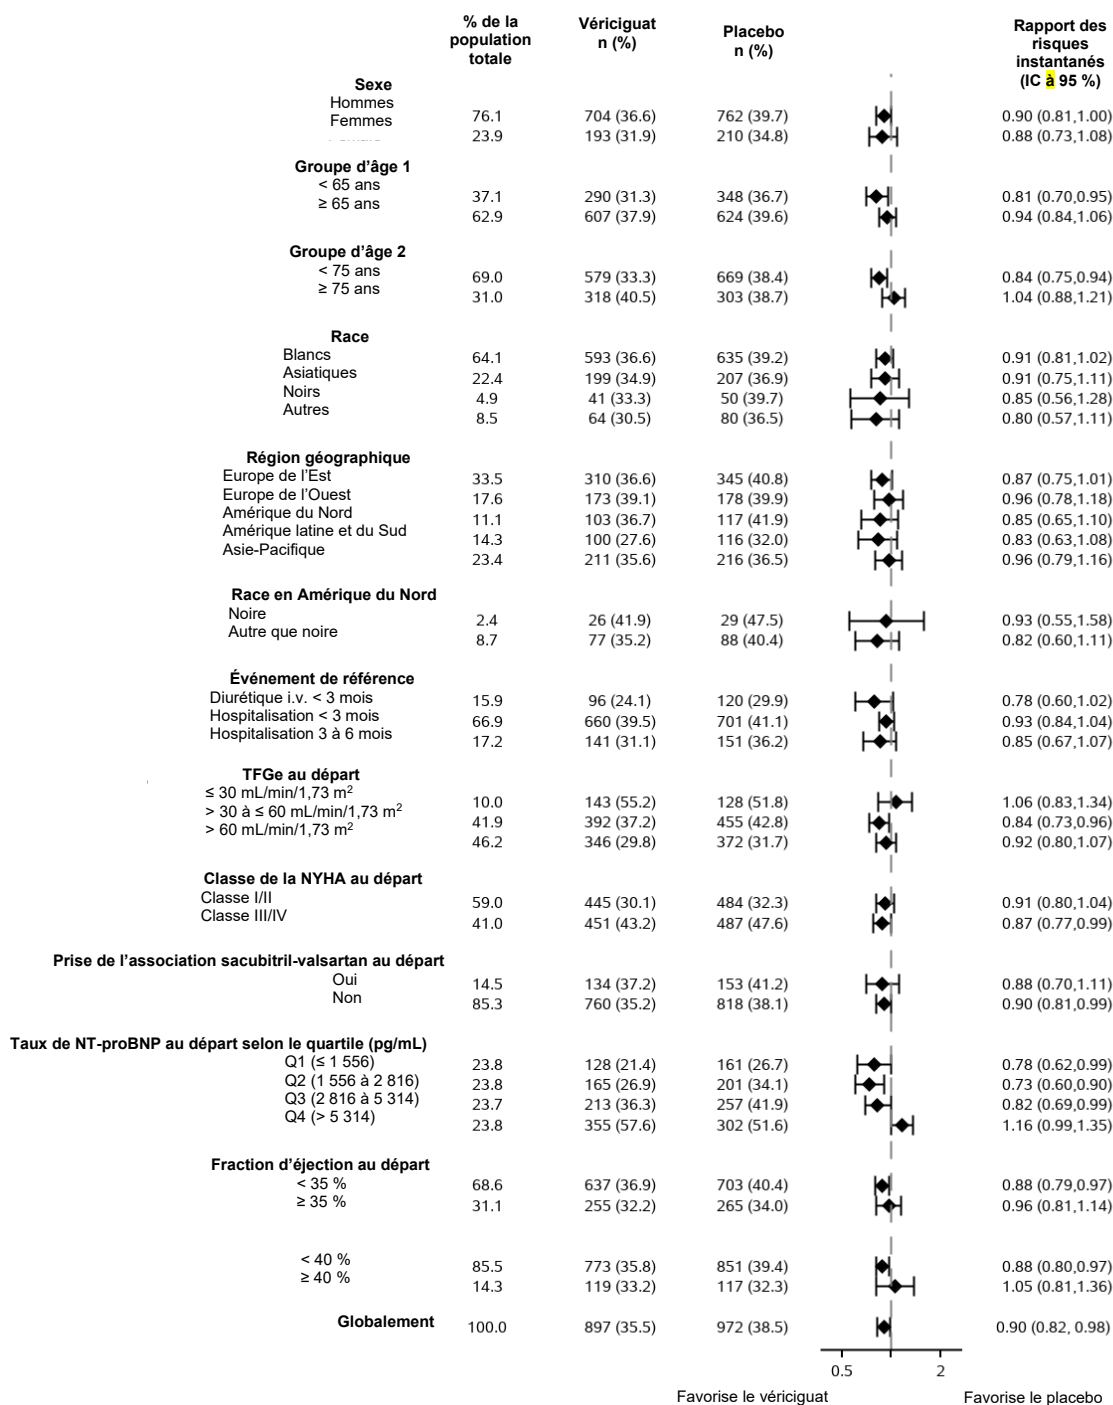 % de la population totale Vériciguat n (%) Placebo n (%) Rapport des risques instantanés (IC à 95 %)
Sexe
Hommes 76.1 704 (36.6) 762 (39.7) 0.90 (0.81,1.00)
Femmes 23.9 193 (31.9) 210 (34.8) 0.88 (0.73,1.08)
Groupe d’âge 1
< 65 ans 37.1 290 (31.3) 348 (36.7) 0.81 (0.70,0.95)
≥ 65 ans 62.9 607 (37.9) 624 (39.6) 0.94 (0.84,1.06)
Groupe d’âge 2
< 75 ans 69.0 579 (33.3) 669 (38.4) 0.84 (0.75,0.94)
≥ 75 ans 31.0 318 (40.5) 303 (38.7) 1.04 (0.88,1.21)
Race
Blancs 64.1 593 (36.6) 635 (39.2) 0.91 (0.81,1.02)
Asiatiques 22.4 199 (34.9) 207 (36.9) 0.91 (0.75,1.11)
Noirs 4.9 41 (33.3) 50 (39.7) 0.85 (0.56,1.28)
Autres 8.5 64 (30.5) 80 (36.5) 0.80 (0.57,1.11)
Région géographique
Europe de l’Est 33.5 310 (36.6) 345 (40.8) 0.87 (0.75,1.01)
Europe de l’Ouest 17.6 173 (39.1) 178 (39.9) 0.96 (0.78,1.18)
Amérique du Nord 11.1 103 (36.7) 117 (41.9) 0.85 (0.65,1.10)
Amérique latine et du Sud 14.3 100 (27.6) 116 (32.0) 0.83 (0.63,1.08)
Asie-Pacifique 23.4 211 (35.6) 216 (36.5) 0.96 (0.79,1.16)
Race en Amérique du Nord
Noire 2.4 26 (41.9) 29 (47.5) 0.93 (0.55,1.58)
Autre que noire 8.7 77 (35.2) 88 (40.4) 0.82 (0.60,1.11)
Événement de référence
Diurétique i.v. < 3 mois 15.9 96 (24.1) 120 (29.9) 0.78 (0.60,1.02)
Hospitalisation < 3 mois 66.9 660 (39.5) 701 (41.1) 0.93 (0.84,1.04)
Hospitalisation 3 à 6 mois 17.2 141 (31.1) 151 (36.2) 0.85 (0.67,1.07)
TFGe au départ
≤ 30 mL/min/1,73 m² 10.0 143 (55.2) 128 (51.8) 1.06 (0.83,1.34)
> 30 à ≤ 60 mL/min/1,73 m² 41.9 392 (37.2) 455 (42.8) 0.84 (0.73,0.96)
> 60 mL/min/1,73 m² 46.2 346 (29.8) 372 (31.7) 0.92 (0.80,1.07)
Classe de la NYHA au départ
Classe I/II 59.0 445 (30.1) 484 (32.3) 0.91 (0.80,1.04)
Classe III/IV 41.0 451 (43.2) 487 (47.6) 0.87 (0.77,0.99)
Prise de l’association sacubitril-valsartan au départ
Oui 14.5 134 (37.2) 153 (41.2) 0.88 (0.70,1.11)
Non 85.3 760 (35.2) 818 (38.1) 0.90 (0.81,0.99)
Taux de NT-proBNP au départ selon le quartile (pg/mL)
Q1 (≤ 1 556) 23.8 128 (21.4) 161 (26.7) 0.78 (0.62,0.99)
Q2 (1 556 à 2 816) 23.8 165 (26.9) 201 (34.1) 0.73 (0.60,0.90)
Q3 (2 816 à 5 314) 23.7 213 (36.3) 257 (41.9) 0.82 (0.69,0.99)
Q4 (> 5 314) 23.8 355 (57.6) 302 (51.6) 1.16 (0.99,1.35)
Fraction d’éjection au départ
< 35 % 68.6 637 (36.9) 703 (40.4) 0.88 (0.79,0.97)
≥ 35 % 31.1 255 (32.2) 265 (34.0) 0.96 (0.81,1.14)
< 40 % 85.5 773 (35.8) 851 (39.4) 0.88 (0.80,0.97)
≥ 40 % 14.3 119 (33.2) 117 (32.3) 1.05 (0.81,1.36)
Globalement 100.0 897 (35.5) 972 (38.5) 0.90 (0.82, 0.98)
0.5 2
Favorise le vériciguat Favorise le placebo